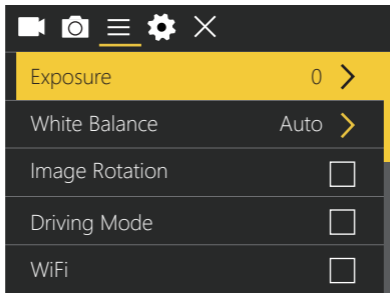 Exposure 0
White Balance Auto
Image Rotation
Driving Mode
WiFi